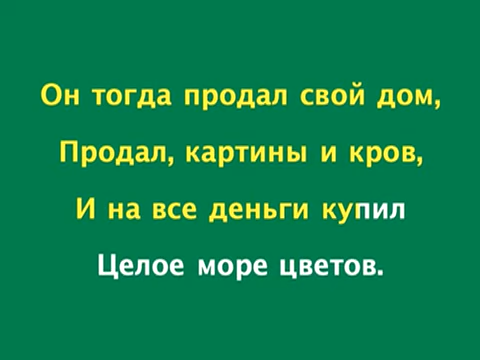 Он тогда продал свой дом,
Продал, картины и кров,
И на все деньги купил
Целое море цветов.